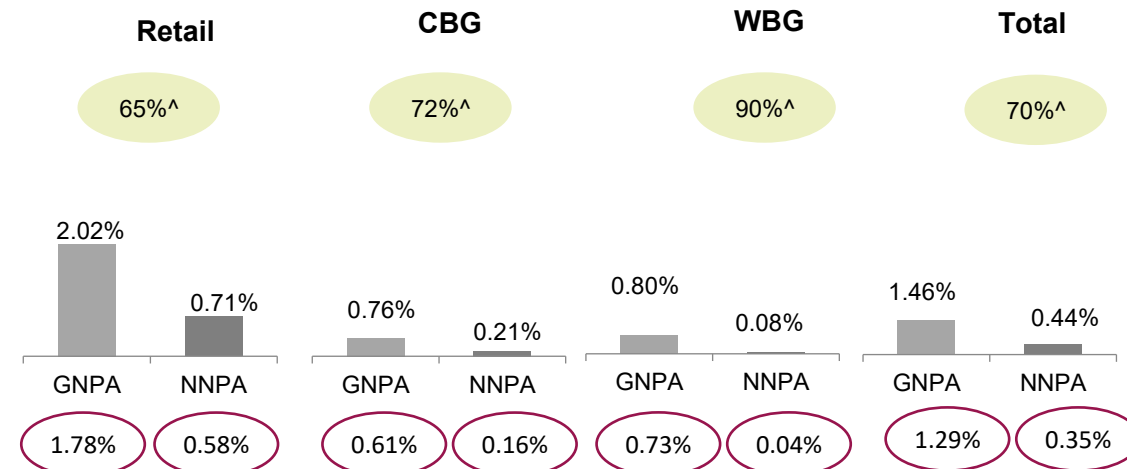 Retail CBG WBG Total
65%^ 72%^ 90%^ 70%^
2.02% 0.71% 0.76% 0.21% 0.80% 0.08% 1.46% 0.44%
GNPA NNPA GNPA NNPA GNPA NNPA GNPA NNPA
1.78% 0.58% 0.61% 0.16% 0.73% 0.04% 1.29% 0.35%